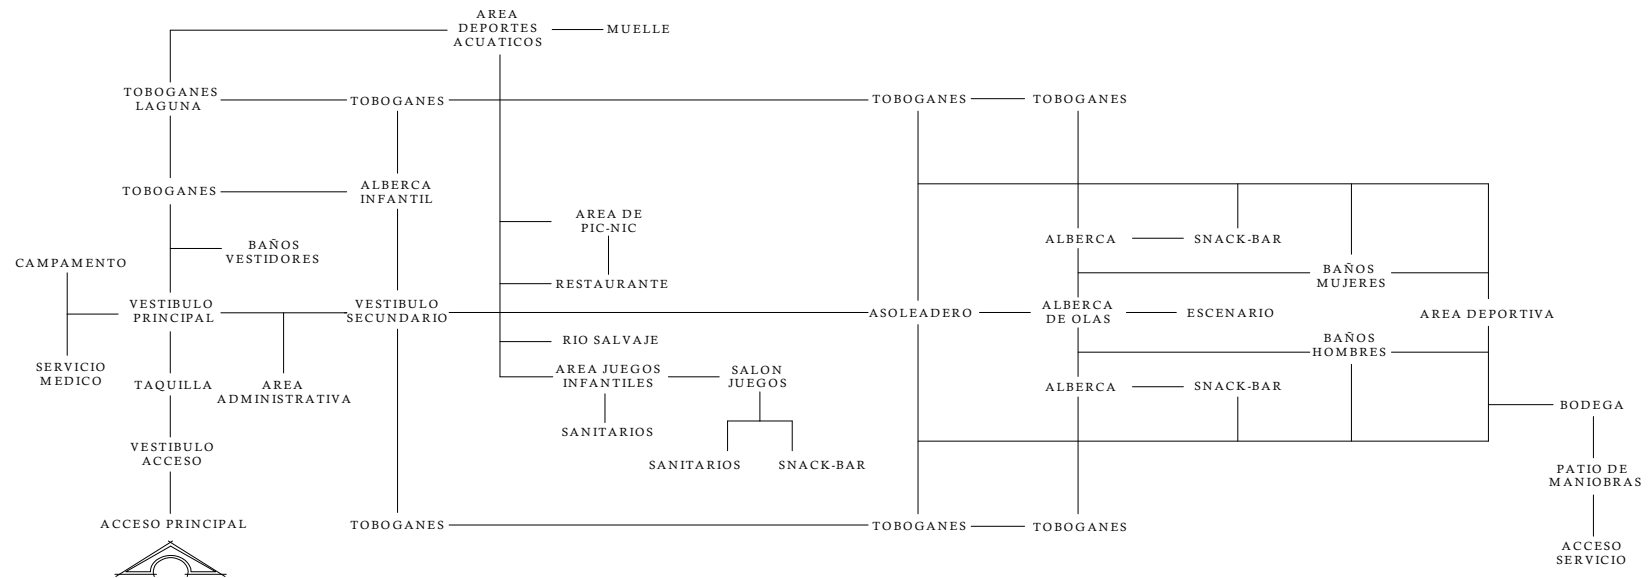 AREA
DEPORTES
ACUATICOS
MUELLE
TOBOGANES
LAGUNA
TOBOGANES
TOBOGANES
TOBOGANES
TOBOGANES
ALBERCA
INFANTIL
AREA DE
PIC-NIC
BAÑOS
VESTIDORES
ALBERCA
SNACK-BAR
CAMPAMENTO
BAÑOS
MUJERES
RESTAURANTE
VESTIBULO
PRINCIPAL
VESTIBULO
SECUNDARIO
ASOLEADERO
ALBERCA
DE OLAS
ESCENARIO
AREA DEPORTIVA
RIO SALVAJE
BAÑOS
HOMBRES
SERVICIO
MEDICO
TAQUILLA
AREA
ADMINISTRATIVA
AREA JUEGOS
INFANTILES
SALON
JUEGOS
ALBERCA
SNACK-BAR
BODEGA
SANITARIOS
VESTIBULO
ACCESO
SANITARIOS
SNACK-BAR
PATIO DE
MANIOBRAS
ACCESO PRINCIPAL
TOBOGANES
TOBOGANES
TOBOGANES
ACCESO
SERVICIO